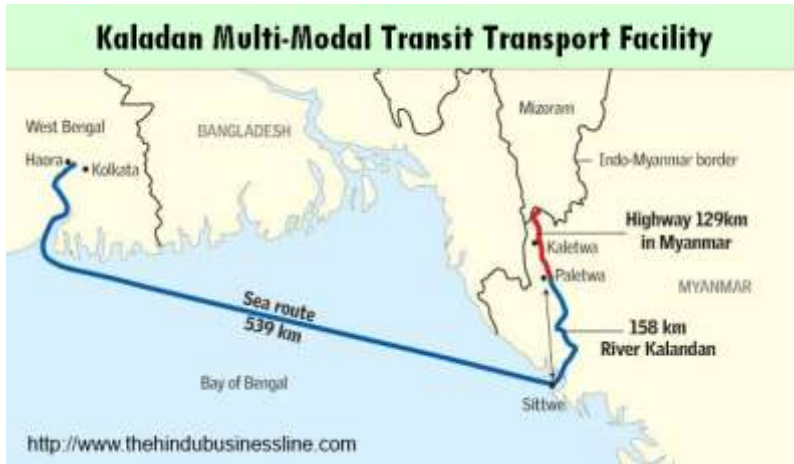 Kaladan Multi-Modal Transit Transport Facility
Mizoram
West Bengal
BANGLADESH
Haora
Kolkata
Indo-Myanmar border
Highway 129km
in Myanmar
Kaletwa
Paletwa
MYANMAR
Sea route
539 km
158 km
River Kalandan
Bay of Bengal
Sittwe
http://www.thehindubusinessline.com